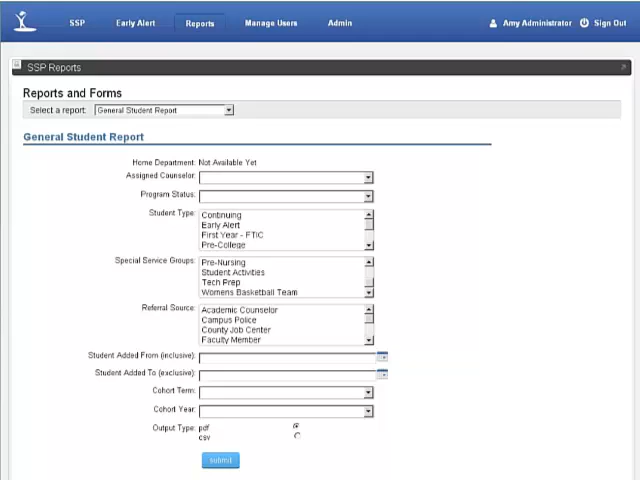 SSP Early Alert Reports Manage Users Admin Amy Administrator Sign Out
SSP Reports
Reports and Forms
Select a report: General Student Report
General Student Report
Home Department: Not Available Yet
Assigned Counselor:
Program Status:
Student Type: Continuing
Early Alert
First Year - FTIC
Pre-College
Special Service Groups: Pre-Nursing
Student Activities
Tech Prep
Womens Basketball Team
Referral Source: Academic Counselor
Campus Police
County Job Center
Faculty Member
Student Added From (inclusive):
Student Added To (exclusive):
Cohort Term:
Cohort Year:
Output Type: pdf
csv
submit